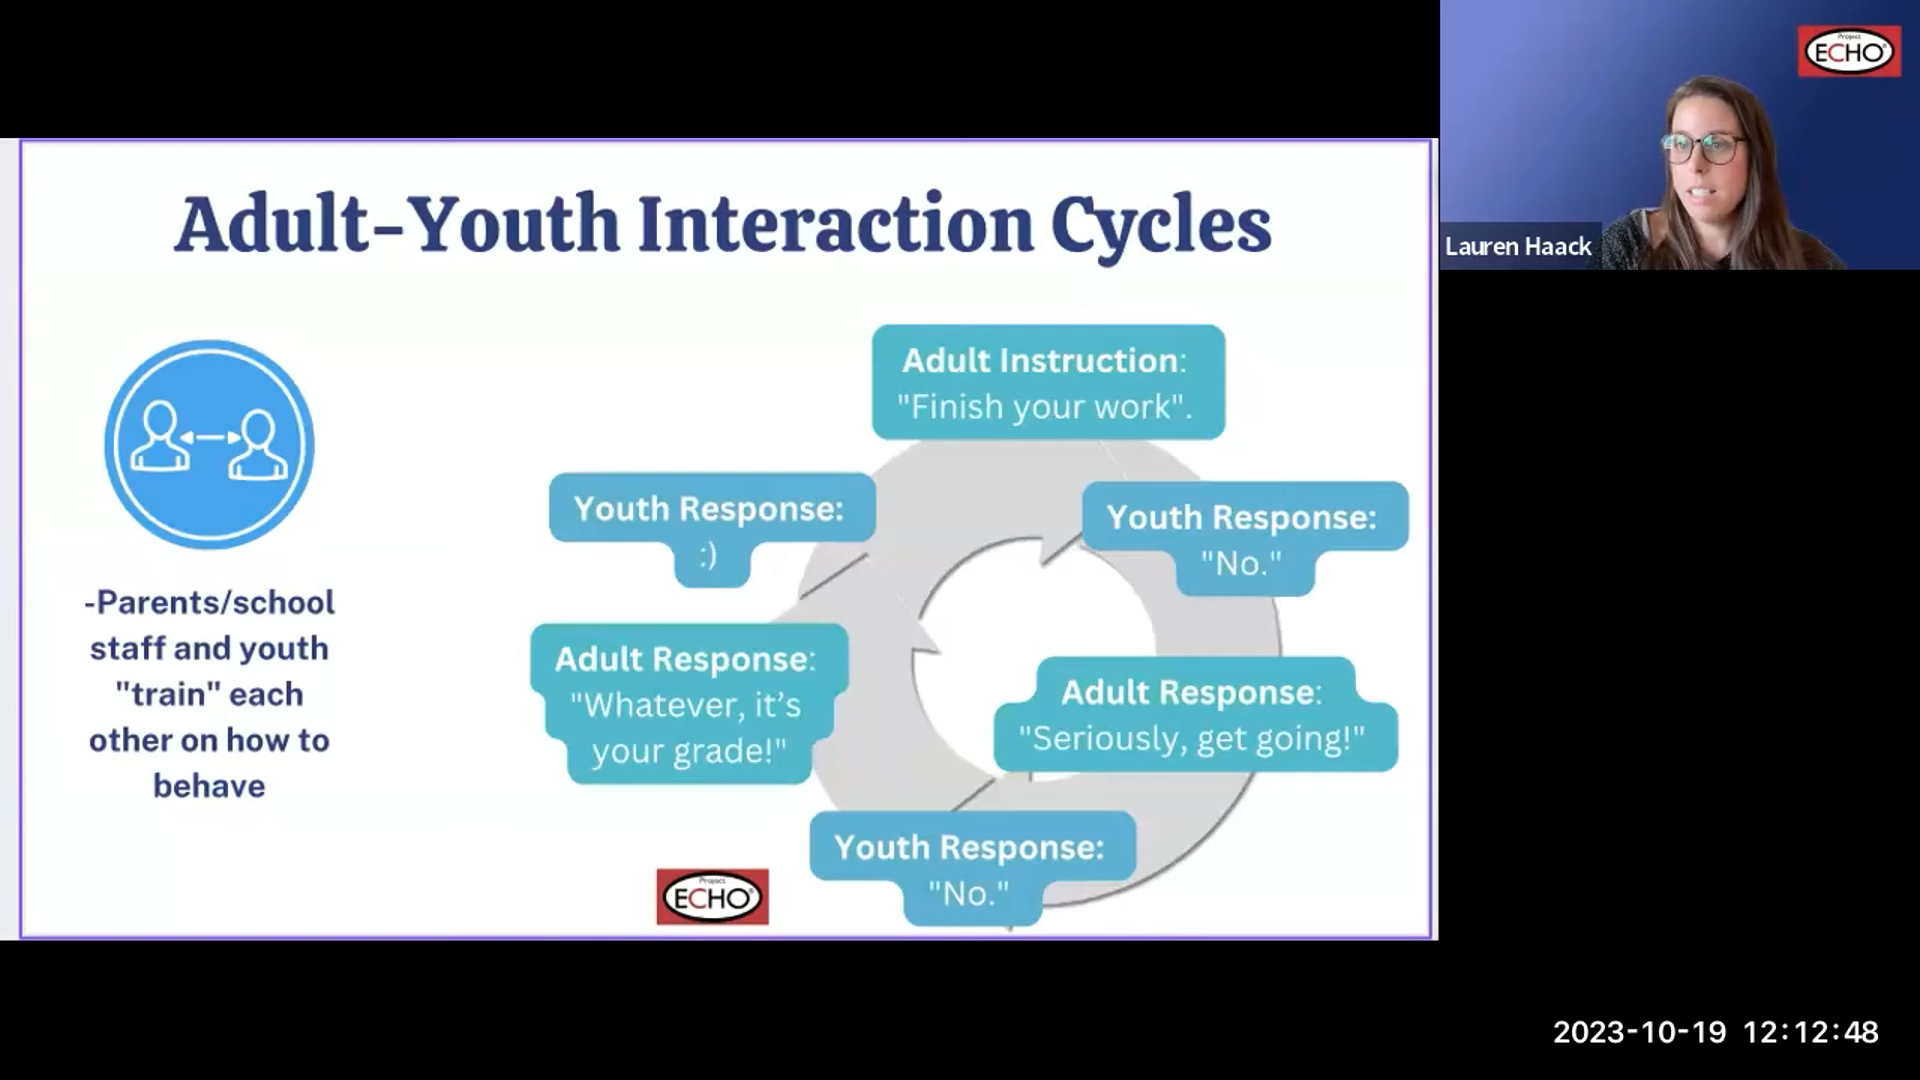 Project
ECHO®
Lauren Haack
Adult-Youth Interaction Cycles
Adult Instruction:
"Finish your work".
Youth Response:
"No."
Adult Response:
"Seriously, get going!"
Youth Response:
"No."
Adult Response:
"Whatever, it’s
your grade!"
Youth Response:
:)
-Parents/school
staff and youth
"train" each
other on how to
behave
Project
ECHO®
2023-10-19 12:12:48